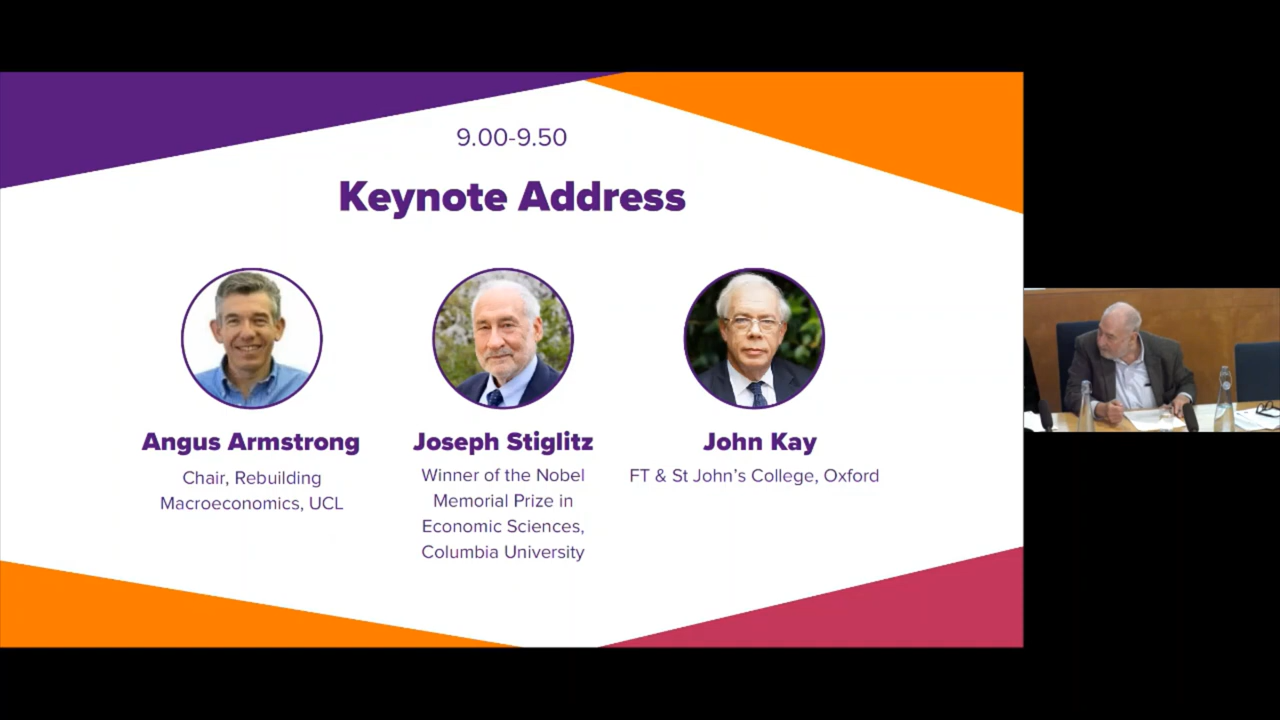 9.00-9.50
Keynote Address
Angus Armstrong
Chair, Rebuilding
Macroeconomics, UCL
Joseph Stiglitz
Winner of the Nobel
Memorial Prize in
Economic Sciences,
Columbia University
John Kay
FT & St John's College, Oxford